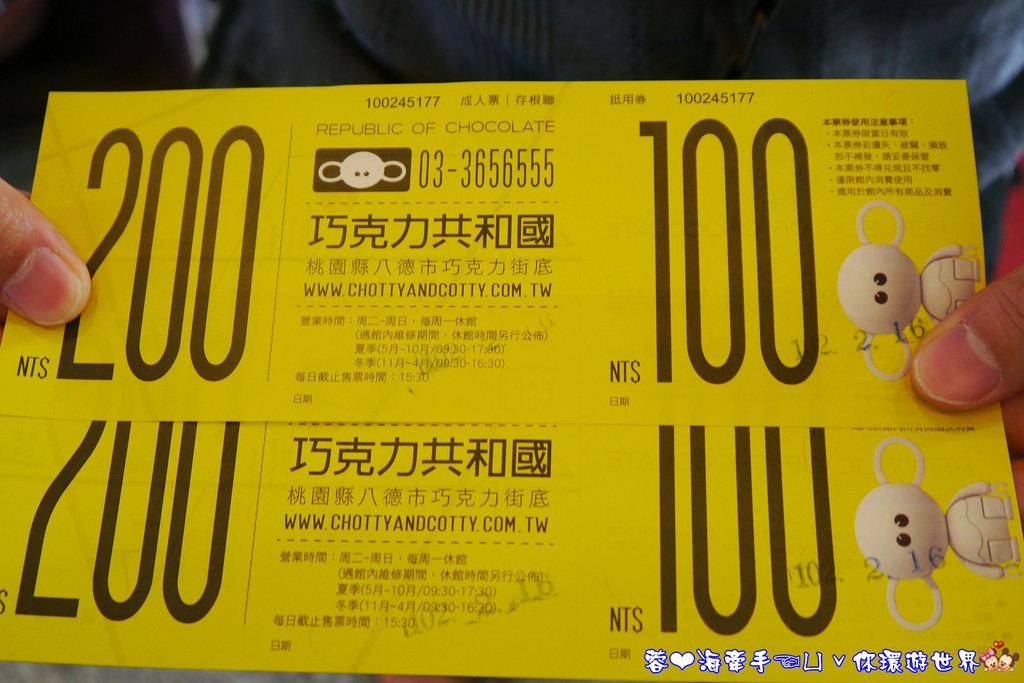 100245177 成人票｜存根聯
200
NT$
REPUBLIC OF CHOCOLATE
03-3656555
巧克力共和國
桃園縣八德市巧克力街底
WWW.CHOTTYANDCOTTY.COM.TW
營業時間：周二~周日，每周一休館
(遇館內維修期間，休館時間另行公佈)
夏季(5月~10月/09:30-17:30)
冬季(11月~4月/09:30-16:30)
每日截止售票時間：15:30
日期
抵用券 100245177
100
NT$
日期
本票券使用注意事項：
・本票券限當日有效
・本票券若遺失、被竊、損毀
恕不補發，請妥善保管
・本票券不得兌現且不找零
・僅限館內消費使用
・適用於館內所有商品及消費
102. 2. 16
200
$
巧克力共和國
桃園縣八德市巧克力街底
WWW.CHOTTYANDCOTTY.COM.TW
營業時間：周二~周日，每周一休館
(遇館內維修期間，休館時間另行公佈)
夏季(5月~10月/09:30-17:30)
冬季(11月~4月/09:30-16:30)
每日截止售票時間：15:30
日期
102. 2. 16
100
NT$
日期
102. 2. 16
蓉❤海牽手☜凵ˇ你環遊世界